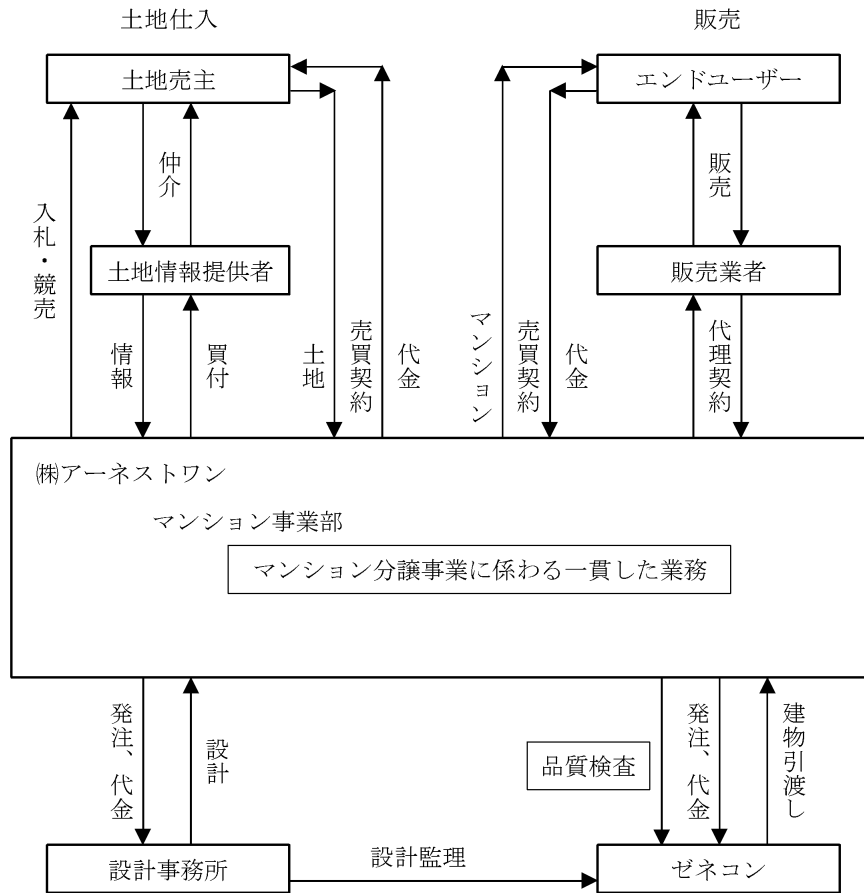 土地仕入
販売
土地売主
エンドユーザー
仲介
販売
入札・競売
土地情報提供者
販売業者
情報
買付
土地
売買契約
代金
マンション
売買契約
代金
代理契約
㈱アーネストワン
マンション事業部
マンション分譲事業に係わる一貫した業務
発注、代金
設計
品質検査
発注、代金
建物引渡し
設計事務所
設計監理
ゼネコン